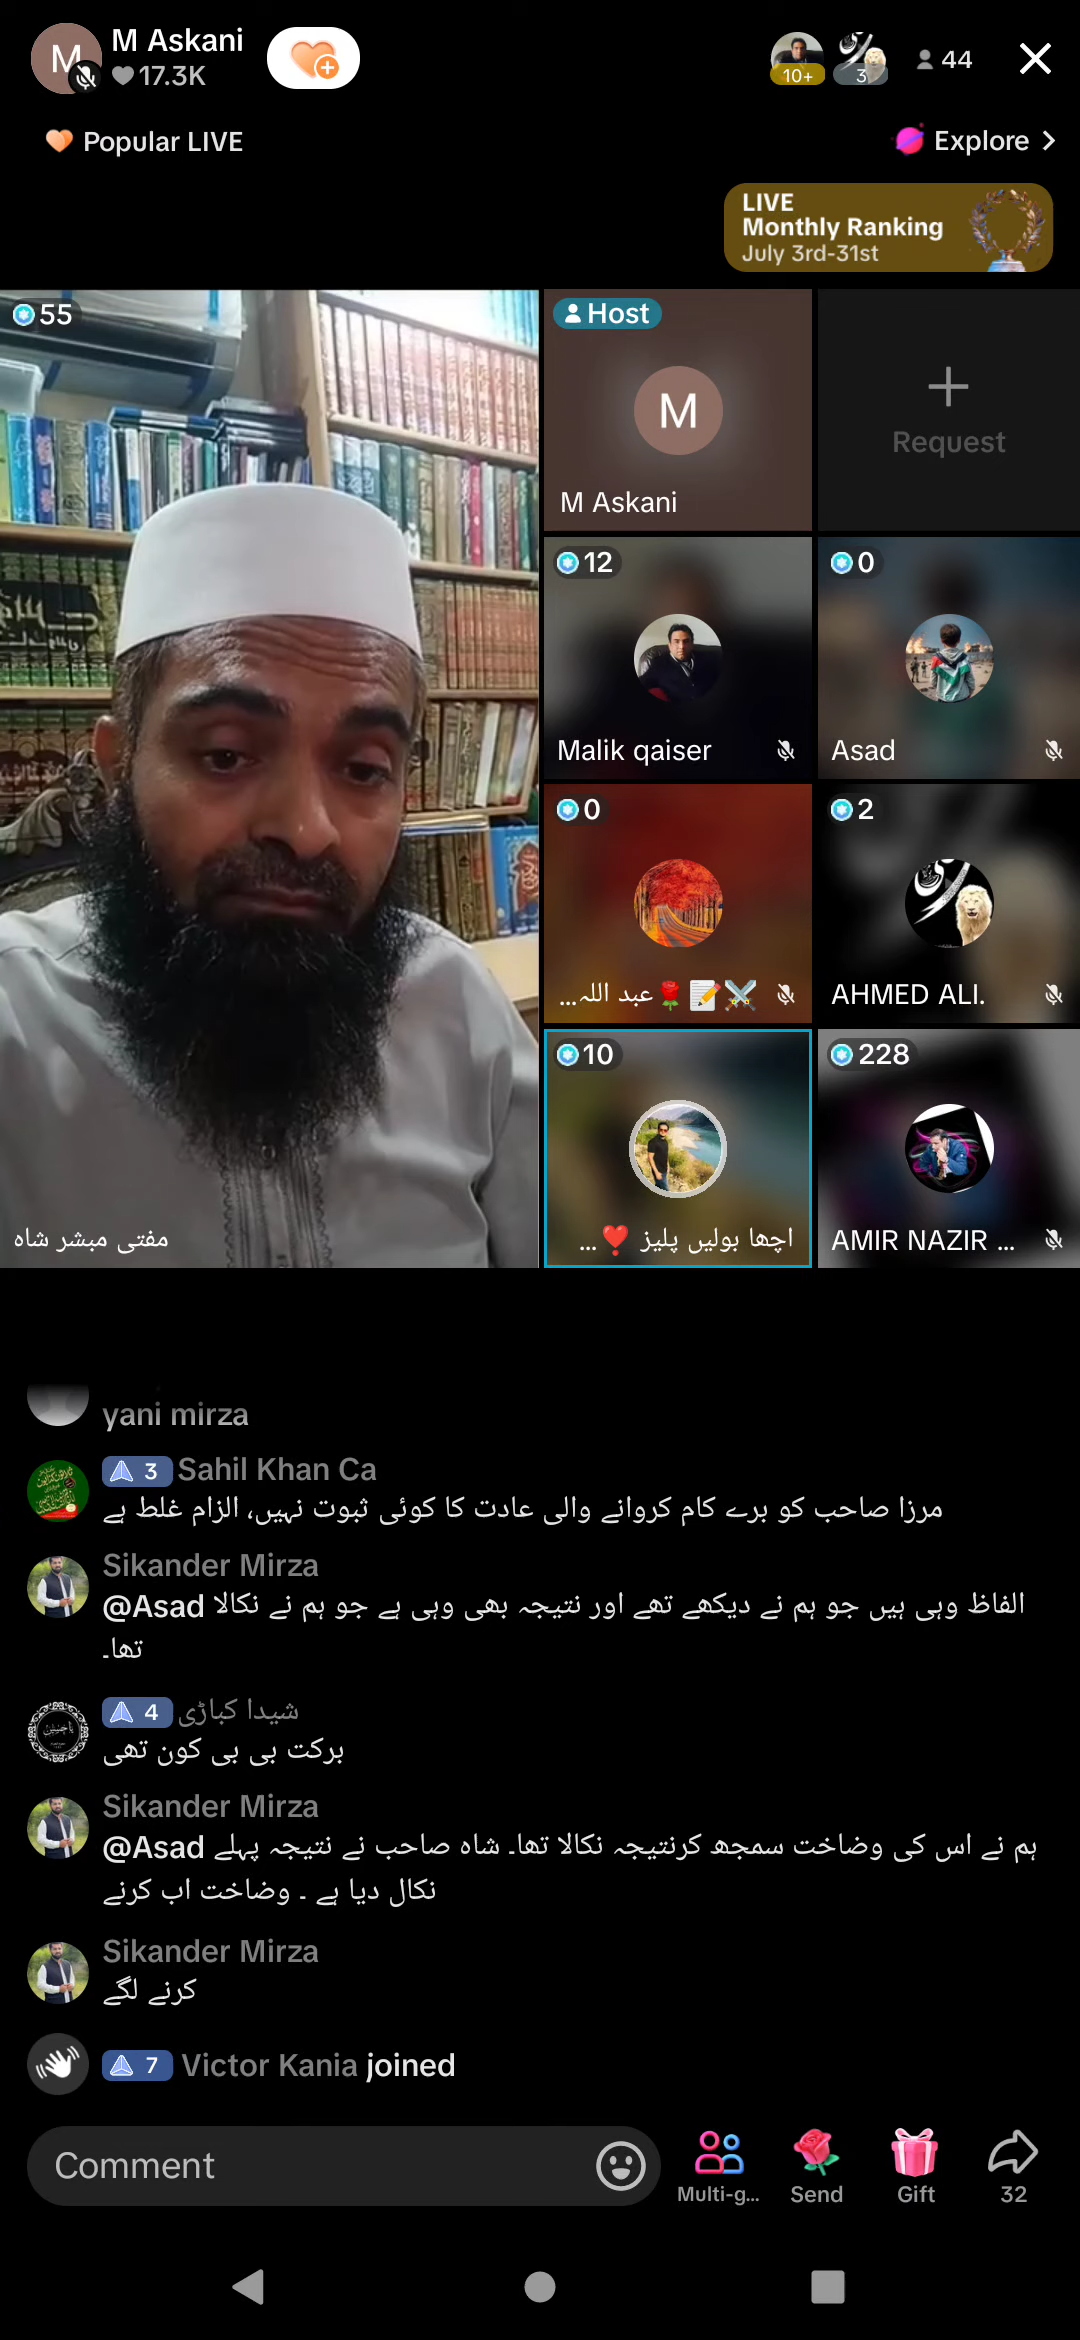 M
M Askani
17.3K
10+
3
44
Popular LIVE
Explore
LIVE
Monthly Ranking
July 3rd-31st
55
مفتی مبشر شاہ
Host
M
M Askani
Request
12
Malik qaiser
0
Asad
0
عبد اللہ...
2
AHMED ALI.
10
اچھا بولیں پلیز ❣️...
228
AMIR NAZIR ...
yani mirza
3 Sahil Khan Ca
مرزا صاحب کو برے کام کروانے والی عادت کا کوئی ثبوت نہیں، الزام غلط ہے
Sikander Mirza
@Asad الفاظ وہی ہیں جو ہم نے دیکھے تھے اور نتیجہ بھی وہی ہے جو ہم نے نکالا
تھا۔
4 شیدا کباڑی
برکت بی بی کون تھی
Sikander Mirza
@Asad ہم نے اس کی وضاخت سمجھ کرنتیجہ نکالا تھا۔ شاہ صاحب نے نتیجہ پہلے
نکال دیا ہے ۔ وضاخت اب کرنے
Sikander Mirza
کرنے لگے
7 Victor Kania joined
Comment
Multi-g...
Send
Gift
32